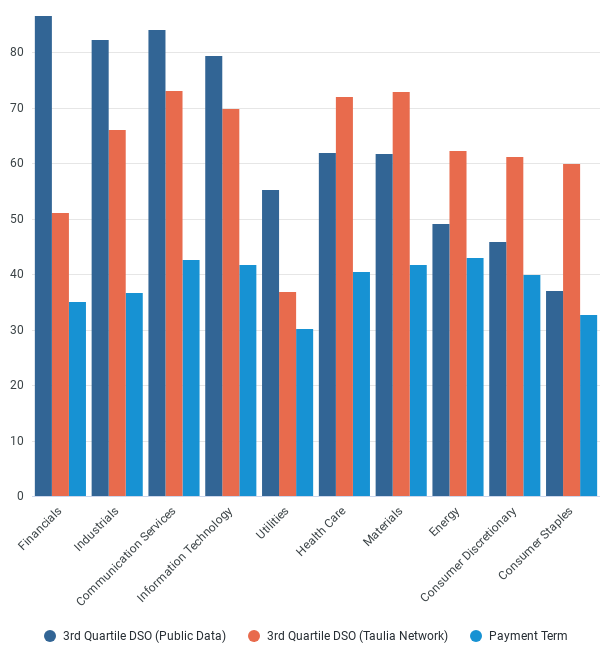 80
70
60
50
40
30
20
10
0
Financials
Industrials
Communication Services
Information Technology
Utilities
Health Care
Materials
Energy
Consumer Discretionary
Consumer Staples
3rd Quartile DSO (Public Data) 3rd Quartile DSO (Taulia Network) Payment Term